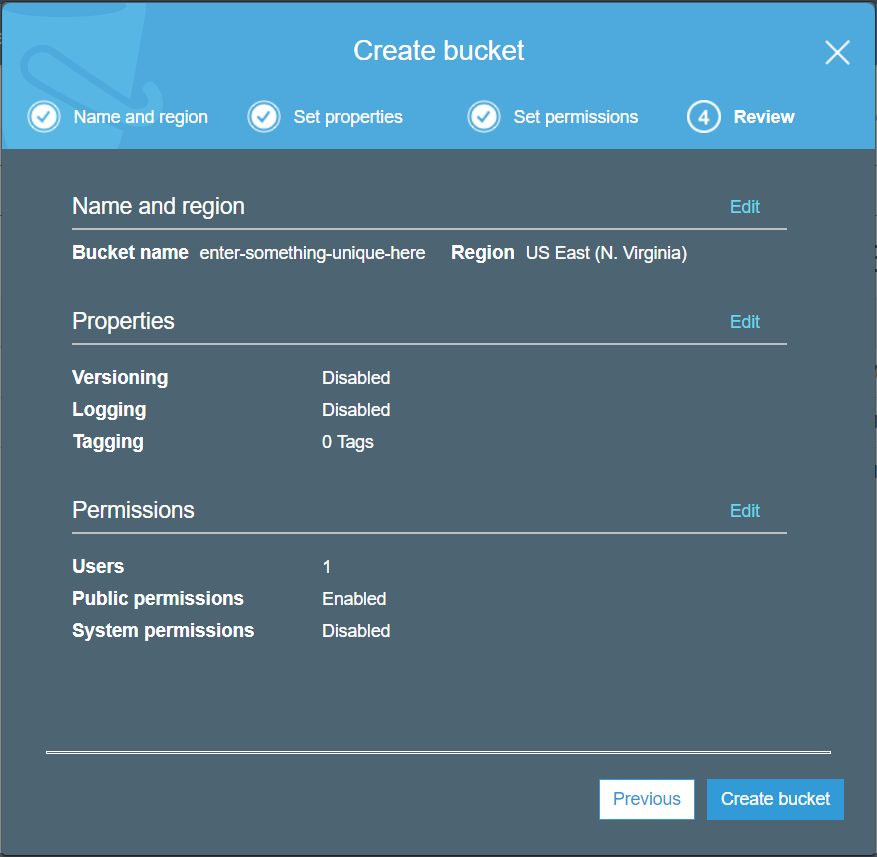 Create bucket
Name and region Set properties Set permissions 4 Review
Name and region Edit
Bucket name enter-something-unique-here Region US East (N. Virginia)
Properties Edit
Versioning Disabled
Logging Disabled
Tagging 0 Tags
Permissions Edit
Users 1
Public permissions Enabled
System permissions Disabled
Previous Create bucket